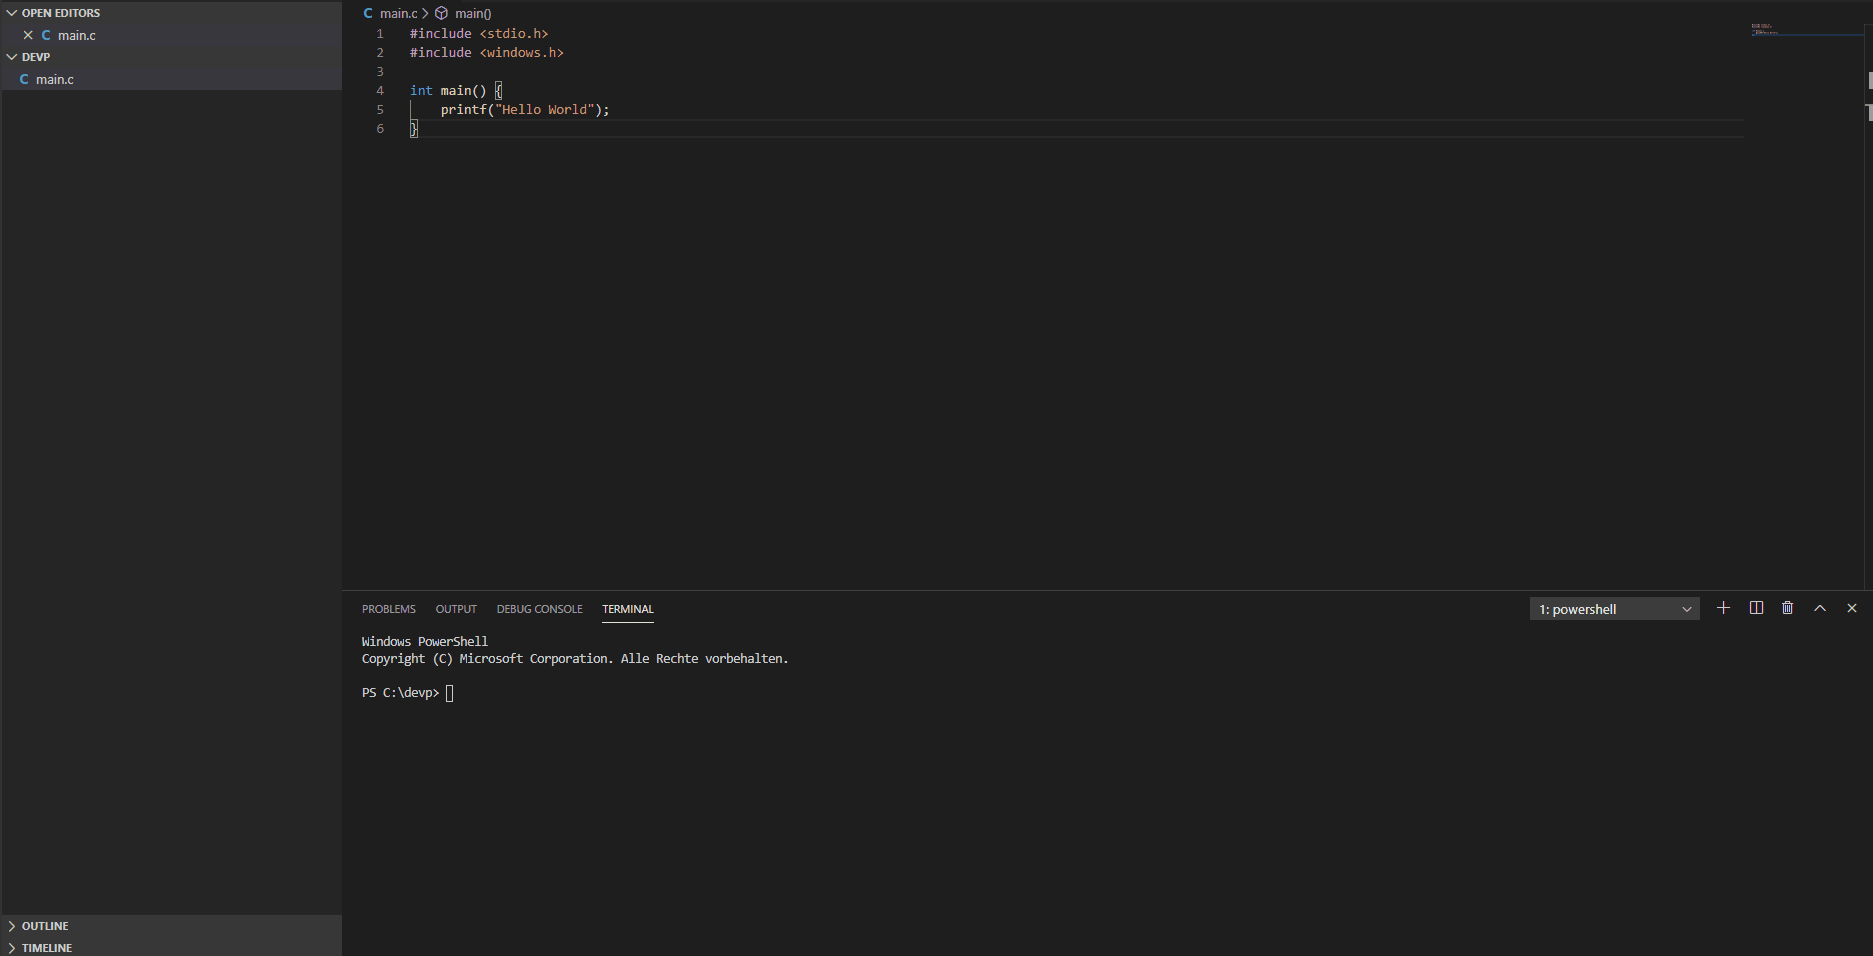 OPEN EDITORS
C main.c
DEVP
C main.c
OUTLINE
TIMELINE
C main.c > main()
1 #include <stdio.h>
2 #include <windows.h>
3
4 int main() {
5 printf("Hello World");
6 }
PROBLEMS OUTPUT DEBUG CONSOLE TERMINAL 1: powershell
Windows PowerShell
Copyright (C) Microsoft Corporation. Alle Rechte vorbehalten.
PS C:\devp>